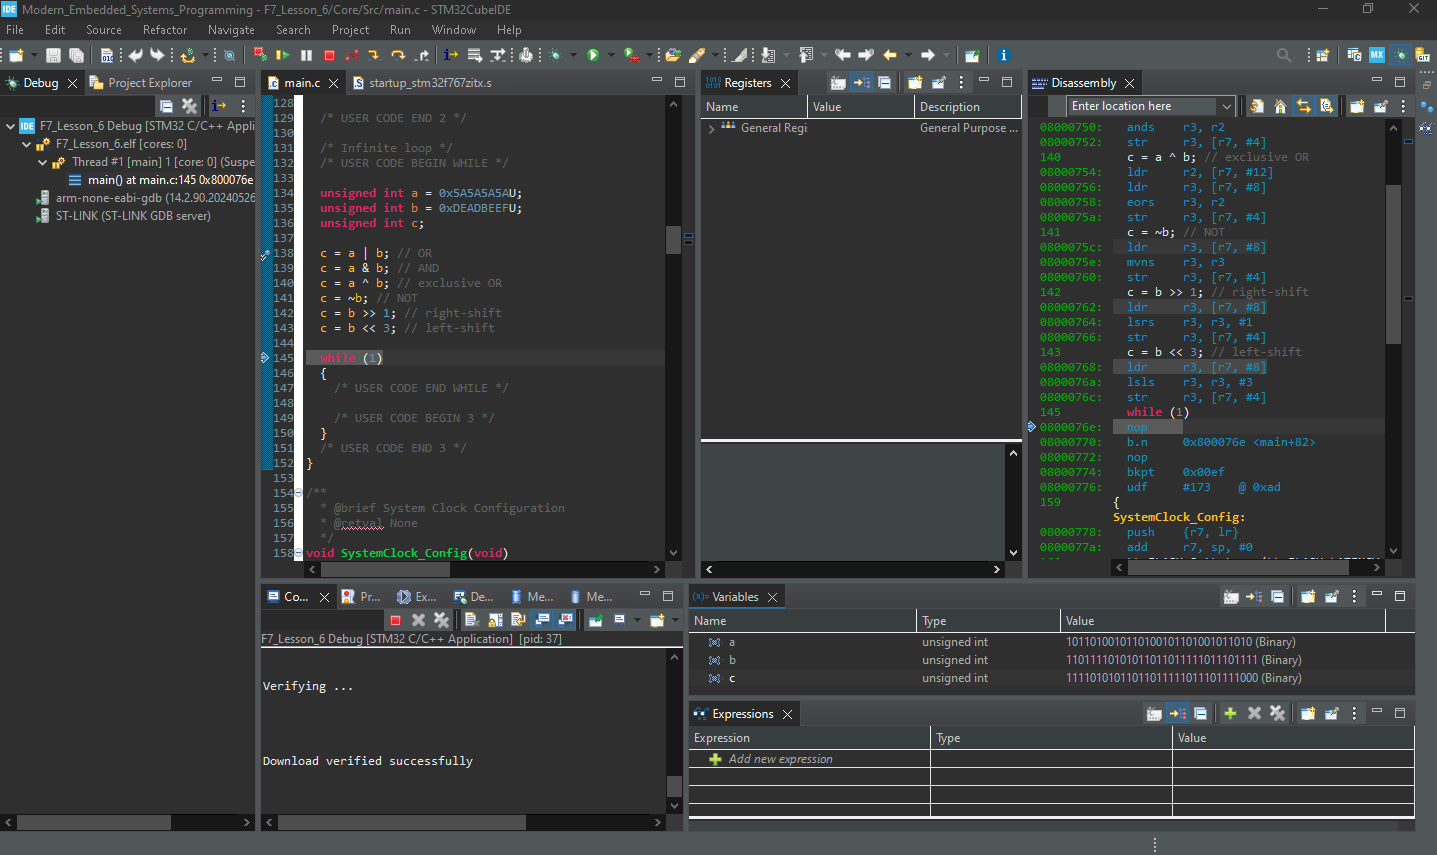 Modern_Embedded_Systems_Programming - F7_Lesson_6/Core/Src/main.c - STM32CubeIDE
File Edit Source Refactor Navigate Search Project Run Window Help
Debug Project Explorer
F7_Lesson_6 Debug [STM32 C/C++ Appli
F7_Lesson_6.elf [cores: 0]
Thread #1 [main] 1 [core: 0] (Suspe
main() at main.c:145 0x800076e
arm-none-eabi-gdb (14.2.90.20240526
ST-LINK (ST-LINK GDB server)
main.c startup_stm32f767zitx.s
128
129 /* USER CODE END 2 */
130
131 /* Infinite loop */
132 /* USER CODE BEGIN WHILE */
133
134 unsigned int a = 0x5A5A5A5AU;
135 unsigned int b = 0xDEADBEEFU;
136 unsigned int c;
137
138 c = a | b; // OR
139 c = a & b; // AND
140 c = a ^ b; // exclusive OR
141 c = ~b; // NOT
142 c = b >> 1; // right-shift
143 c = b << 3; // left-shift
144
145 while (1)
146 {
147 /* USER CODE END WHILE */
148
149 /* USER CODE BEGIN 3 */
150 }
151 /* USER CODE END 3 */
152 }
153
154 /**
155 * @brief System Clock Configuration
156 * @retval None
157 */
158 void SystemClock_Config(void)
Registers
Name Value Description
General Regi General Purpose ...
Disassembly
Enter location here
08000750: ands r3, r2
08000752: str r3, [r7, #4]
140 c = a ^ b; // exclusive OR
08000754: ldr r2, [r7, #12]
08000756: ldr r3, [r7, #8]
08000758: eors r3, r2
0800075a: str r3, [r7, #4]
141 c = ~b; // NOT
0800075c: ldr r3, [r7, #8]
0800075e: mvns r3, r3
08000760: str r3, [r7, #4]
142 c = b >> 1; // right-shift
08000762: ldr r3, [r7, #8]
08000764: lsrs r3, r3, #1
08000766: str r3, [r7, #4]
143 c = b << 3; // left-shift
08000768: ldr r3, [r7, #8]
0800076a: lsls r3, r3, #3
0800076c: str r3, [r7, #4]
145 while (1)
0800076e: nop
08000770: b.n 0x800076e <main+82>
08000772: nop
08000774: bkpt 0x00ef
08000776: udf #173 @ 0xad
159 {
SystemClock_Config:
08000778: push {r7, lr}
0800077a: add r7, sp, #0
Co... Pr... Ex... De... Me... Me...
F7_Lesson_6 Debug [STM32 C/C++ Application] [pid: 37]
Verifying ...
Download verified successfully
Variables
Name Type Value
a unsigned int 1011010010110100101101001011010 (Binary)
b unsigned int 11011110101011011011111011101111 (Binary)
c unsigned int 11110101011011011111011101111000 (Binary)
Expressions
Expression Type Value
Add new expression